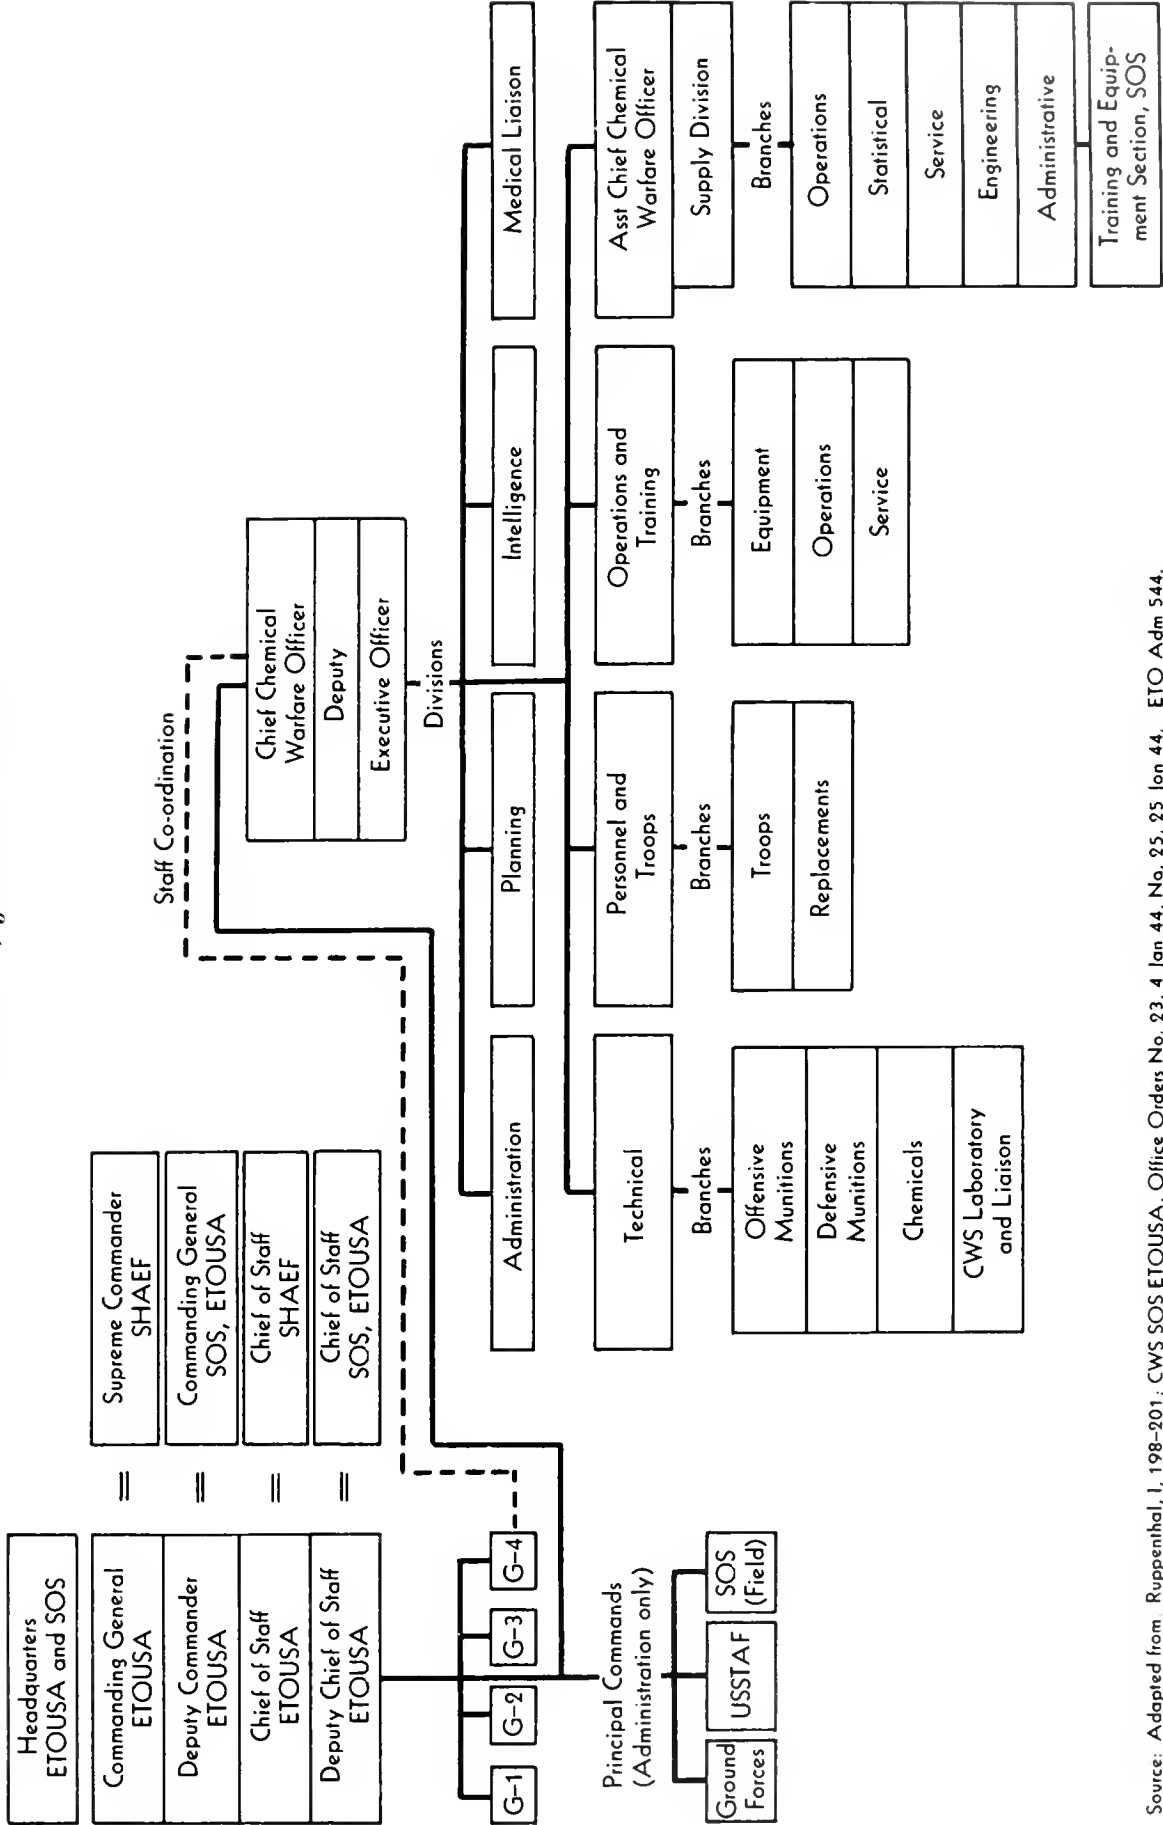 Headquarters
ETOUSA and SOS
Commanding General
ETOUSA
Deputy Commander
ETOUSA
Chief of Staff
ETOUSA
Deputy Chief of Staff
ETOUSA
=
=
=
=
Supreme Commander
SHAEF
Commanding General
SOS, ETOUSA
Chief of Staff
SHAEF
Chief of Staff
SOS, ETOUSA
G-1
G-2
G-3
G-4
Principal Commands
(Administration only)
Ground
Forces
USSTAF
SOS
(Field)
Staff Co-ordination
Chief Chemical
Warfare Officer
Deputy
Executive Officer
Divisions
Administration
Planning
Intelligence
Medical Liaison
Technical
Branches
Offensive
Munitions
Defensive
Munitions
Chemicals
CWS Laboratory
and Liaison
Personnel and
Troops
Branches
Troops
Replacements
Operations and
Training
Branches
Equipment
Operations
Service
Asst Chief Chemical
Warfare Officer
Supply Division
Branches
Operations
Statistical
Service
Engineering
Administrative
Training and Equip-
ment Section, SOS
Source: Adapted from, Ruppenthal, I, 198–201; CWS SOS ETOUSA, Office Orders No. 23, 4 Jan 44, No. 25, 25 Jan 44. ETO Adm 544.